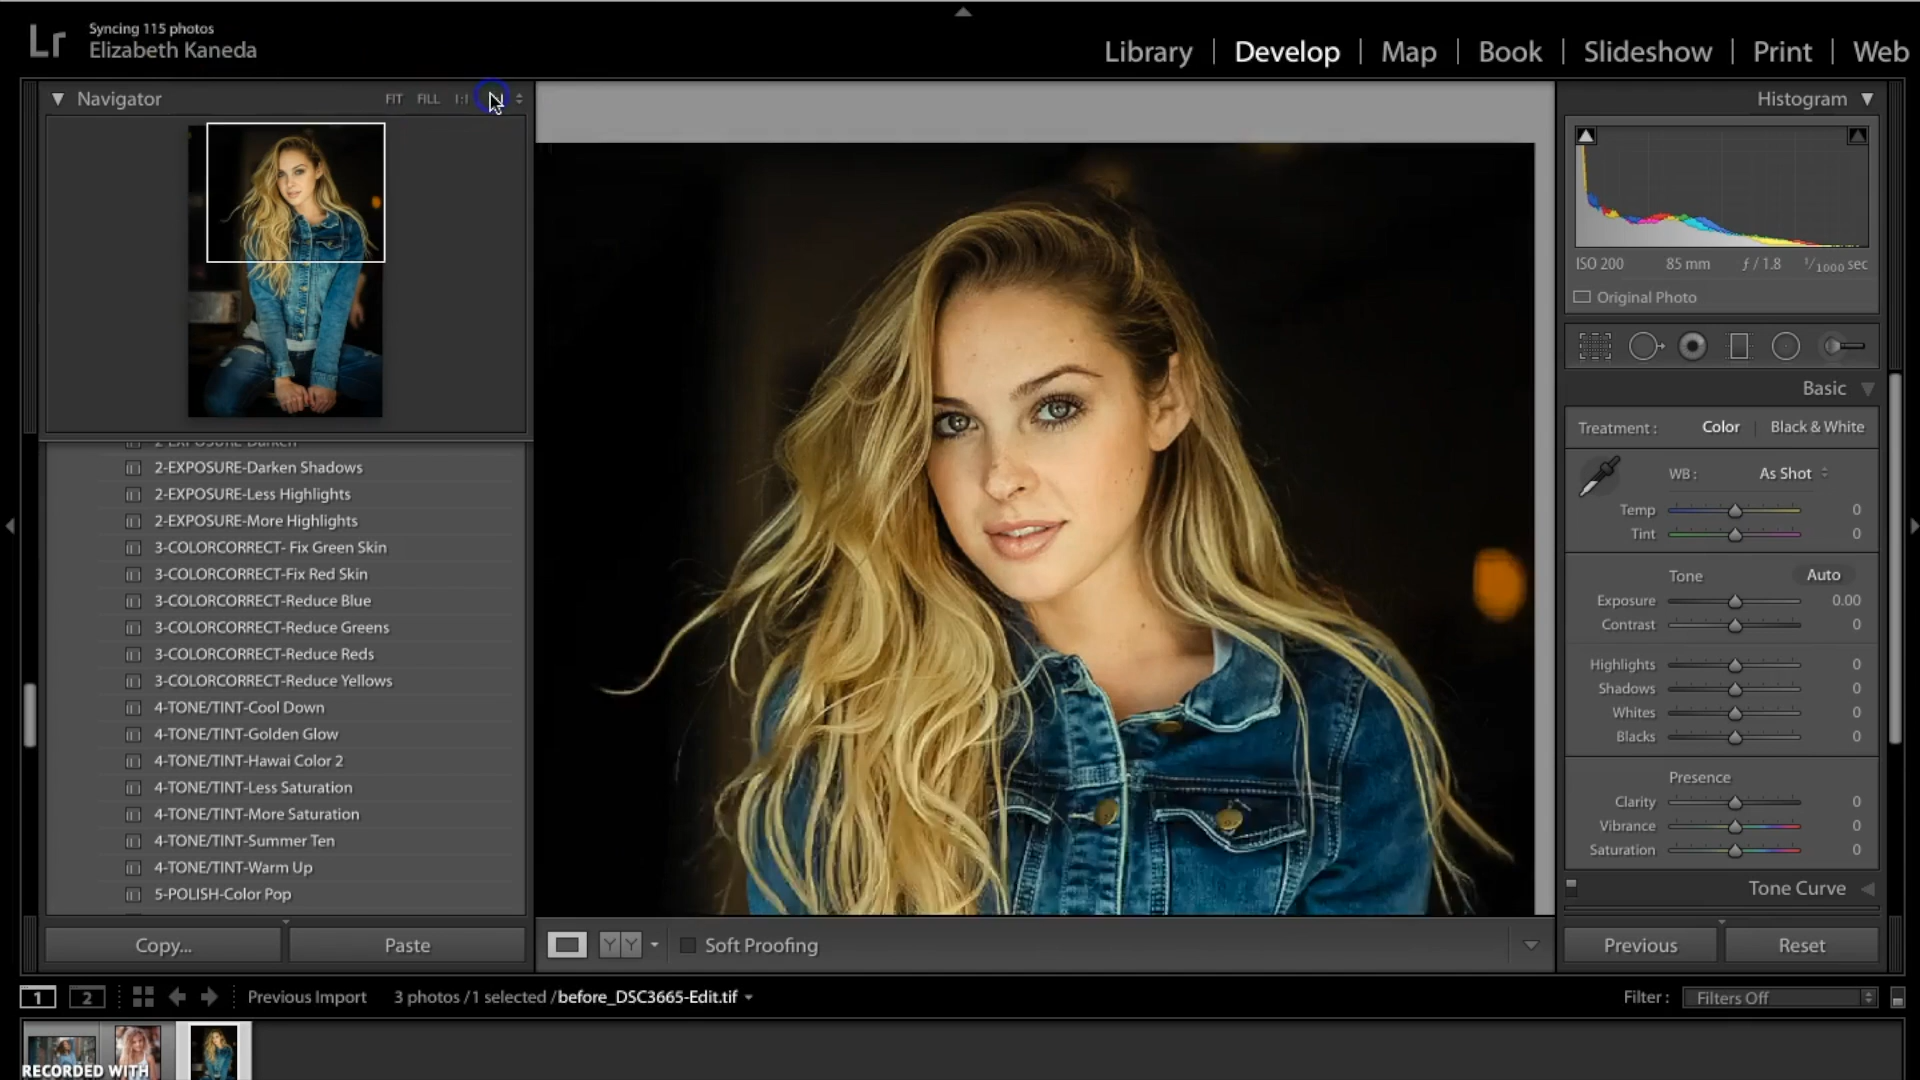 Lr
Syncing 115 photos
Elizabeth Kaneda
Library | Develop | Map | Book | Slideshow | Print | Web
Navigator
FIT FILL 1:1
2-EXPOSURE-Darken
2-EXPOSURE-Darken Shadows
2-EXPOSURE-Less Highlights
2-EXPOSURE-More Highlights
3-COLORCORRECT- Fix Green Skin
3-COLORCORRECT-Fix Red Skin
3-COLORCORRECT-Reduce Blue
3-COLORCORRECT-Reduce Greens
3-COLORCORRECT-Reduce Reds
3-COLORCORRECT-Reduce Yellows
4-TONE/TINT-Cool Down
4-TONE/TINT-Golden Glow
4-TONE/TINT-Hawai Color 2
4-TONE/TINT-Less Saturation
4-TONE/TINT-More Saturation
4-TONE/TINT-Summer Ten
4-TONE/TINT-Warm Up
5-POLISH-Color Pop
Copy... Paste
YY Soft Proofing
Histogram
ISO 200 85 mm ƒ / 1.8 1/1000 sec
Original Photo
Basic
Treatment : Color | Black & White
WB : As Shot
Temp 0
Tint 0
Tone Auto
Exposure 0.00
Contrast 0
Highlights 0
Shadows 0
Whites 0
Blacks 0
Presence
Clarity 0
Vibrance 0
Saturation 0
Tone Curve
Previous Reset
1 2 Previous Import 3 photos /1 selected /before_DSC3665-Edit.tif
Filter : Filters Off
RECORDED WITH